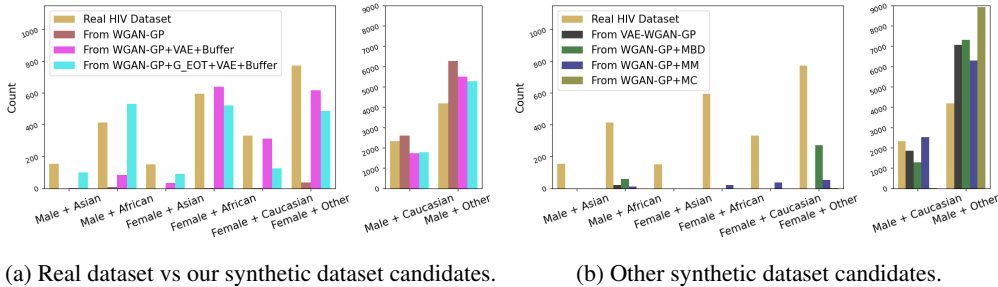 Real HIV Dataset
From WGAN-GP
From WGAN-GP+VAE+Buffer
From WGAN-GP+G_EOT+VAE+Buffer
Count
1000
800
600
400
200
0
Male + Asian
Male + African
Female + Asian
Female + African
Female + Caucasian
Female + Other
9000
8000
7000
6000
5000
4000
3000
2000
1000
0
Male + Caucasian
Male + Other
(a) Real dataset vs our synthetic dataset candidates.
Real HIV Dataset
From VAE-WGAN-GP
From WGAN-GP+MBD
From WGAN-GP+MM
From WGAN-GP+MC
Count
1000
800
600
400
200
0
Male + Asian
Male + African
Female + Asian
Female + African
Female + Caucasian
Female + Other
9000
8000
7000
6000
5000
4000
3000
2000
1000
0
Male + Caucasian
Male + Other
(b) Other synthetic dataset candidates.